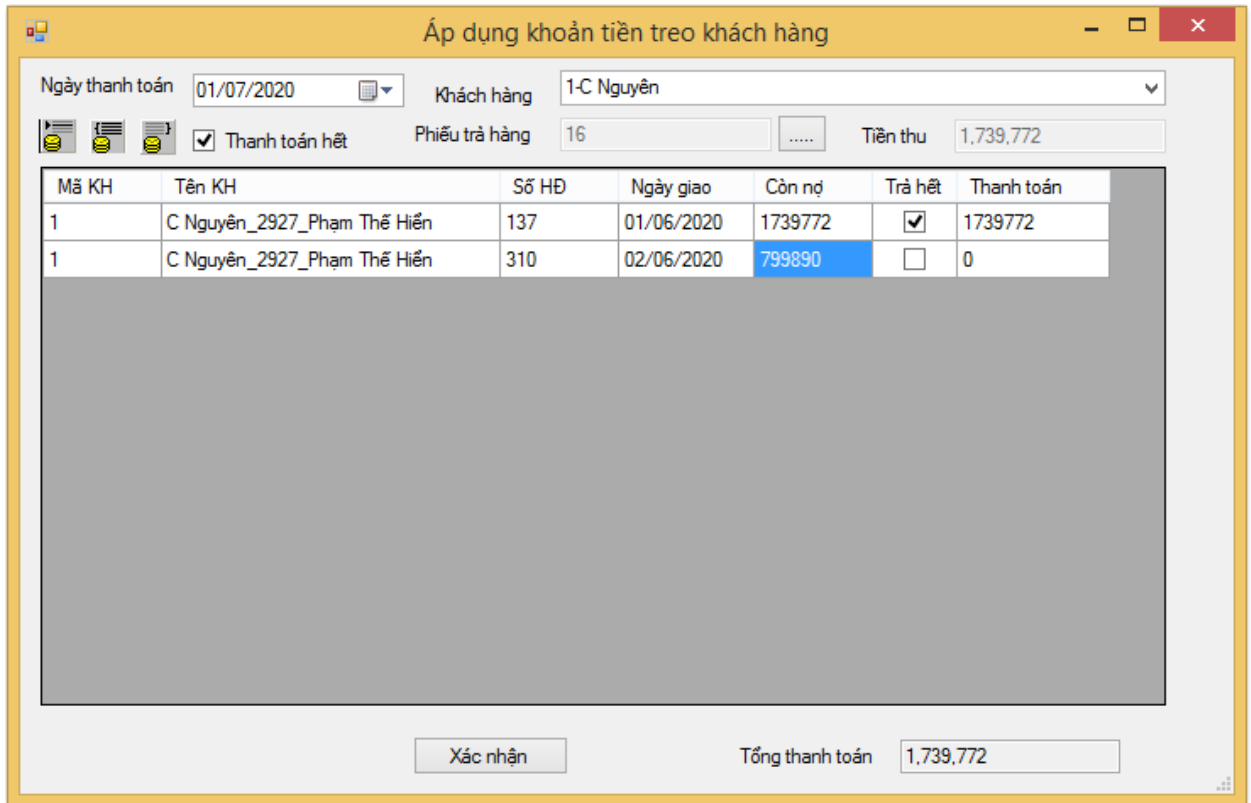 Áp dụng khoản tiền treo khách hàng
Ngày thanh toán 01/07/2020 Khách hàng 1-C Nguyên
Thanh toán hết Phiếu trả hàng 16 ..... Tiền thu 1,739,772
Mã KH Tên KH Số HĐ Ngày giao Còn nợ Trả hết Thanh toán
1 C Nguyên_2927_Phạm Thế Hiển 137 01/06/2020 1739772 1739772
1 C Nguyên_2927_Phạm Thế Hiển 310 02/06/2020 799890 0
Xác nhận Tổng thanh toán 1,739,772